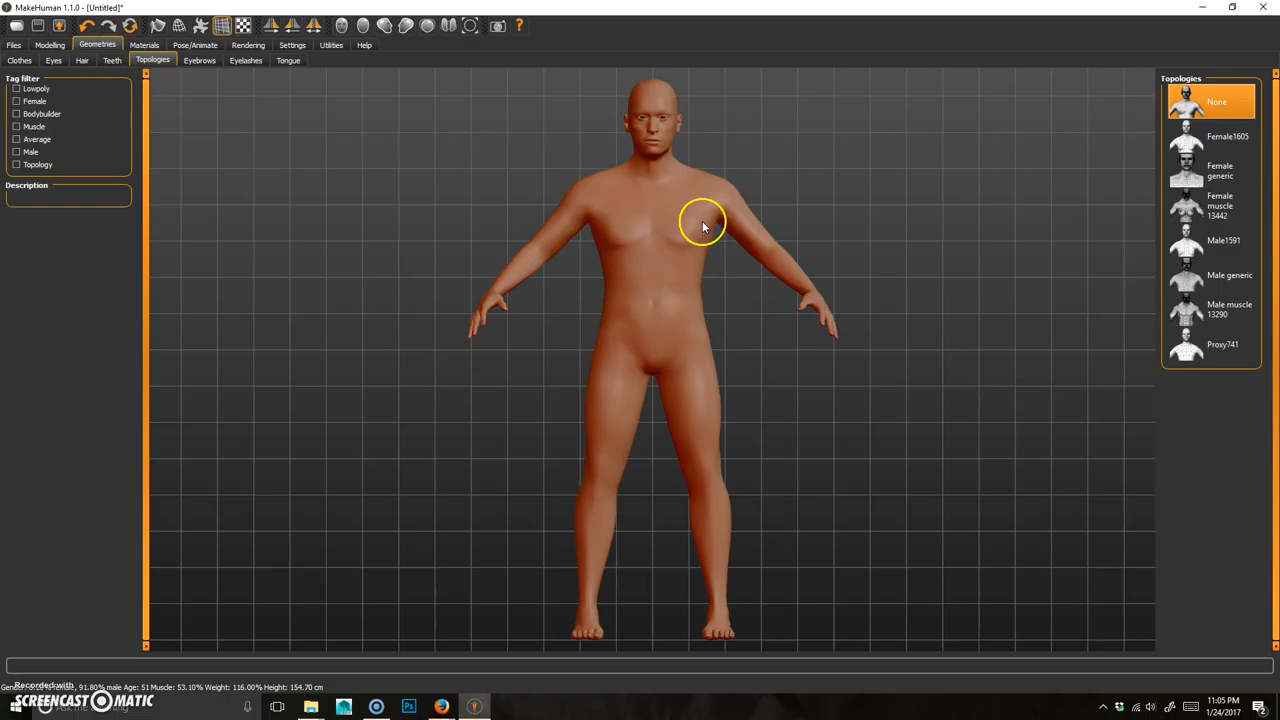 MakeHuman 1.1.0 - [Untitled]*
Files Modelling Geometries Materials Pose/Animate Rendering Settings Utilities Help
Clothes Eyes Hair Teeth Topologies Eyebrows Eyelashes Tongue
Tag filter
Lowpoly
Female
Bodybuilder
Muscle
Average
Male
Topology
Description
Topologies
None
Female1605
Female
generic
Female
muscle
13442
Male1591
Male generic
Male muscle
13290
Proxy741
Recorded with
91.80% male Age: 51 Muscle: 53.10% Weight: 116.00% Height: 154.70 cm
SCREENCAST MATIC
Ps
11:05 PM
1/24/2017
2